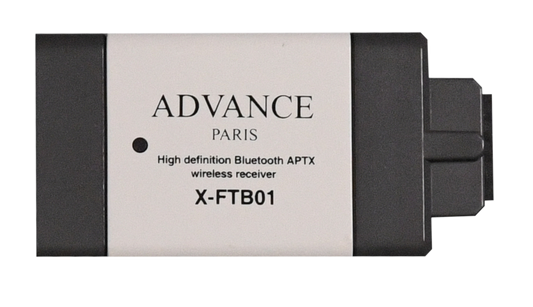 ADVANCE
PARIS
High definition Bluetooth APTX
wireless receiver
X-FTB01